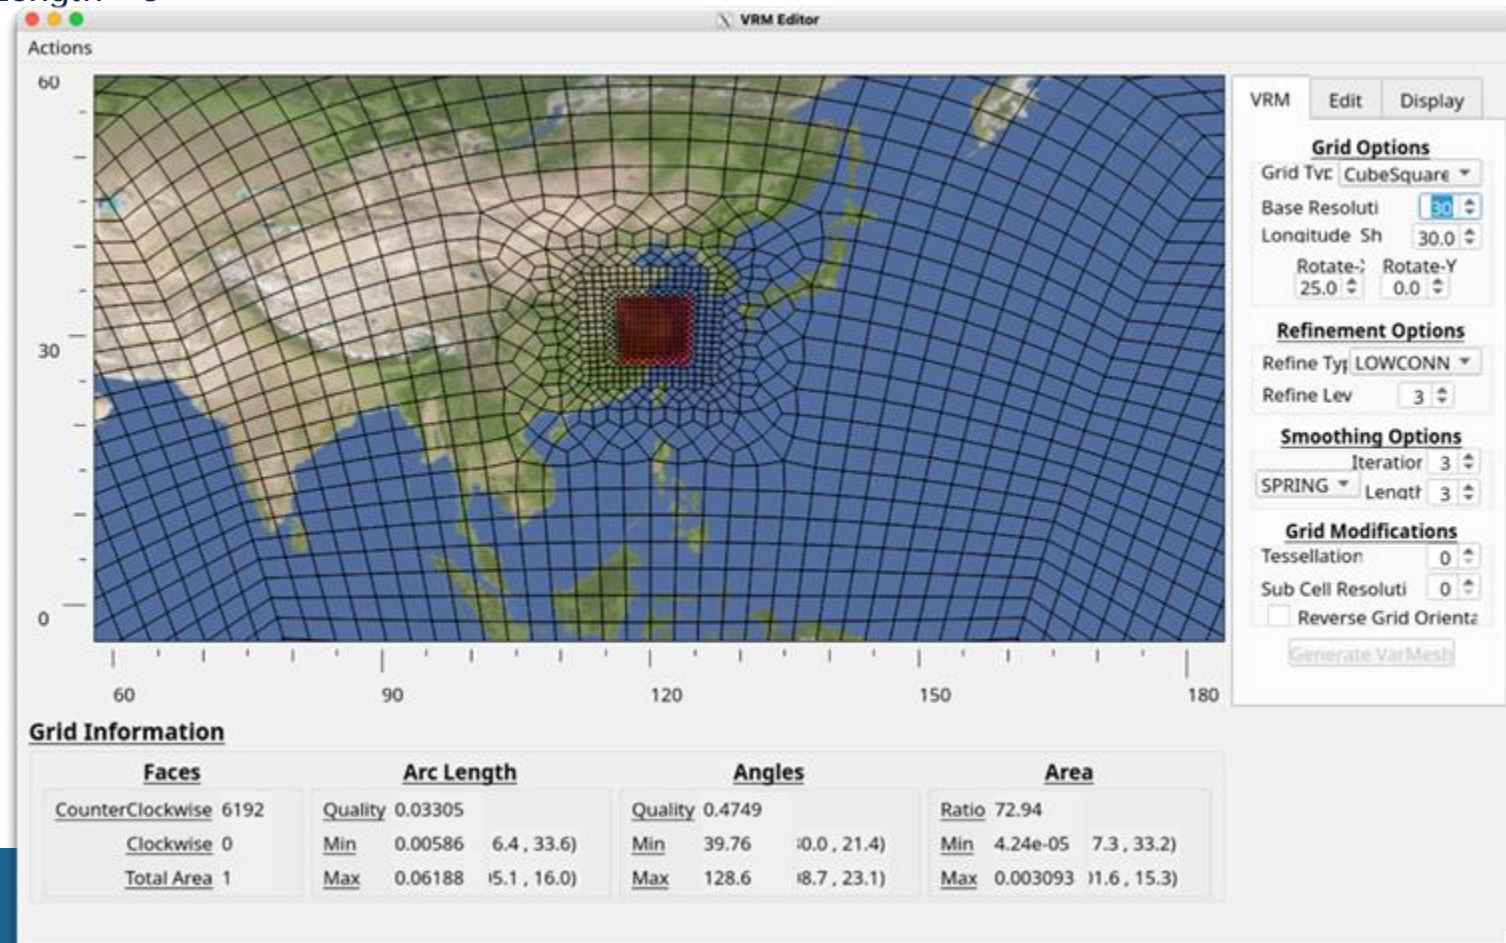 VRM Editor
Actions
60
30
0
60 90 120 150 180
VRM Edit Display
Grid Options
Grid CubeSquare
Base Resoluti 30
Longitude Sh 30.0
Rotate- Rotate-Y
25.0 0.0
Refinement Options
Refine LOWCONN
Refine Lev 3
Smoothing Options
Iteration 3
SPRING 3
Grid Modifications
Tessellation 0
Sub Cell Resoluti 0
Reverse Grid Orienta
Generate VarMesh
Grid Information
Faces Arc Length Angles Area
CounterClockwise 6192 Quality 0.03305 Quality 0.4749 Ratio 72.94
Clockwise 0 Min 0.00586 6.4 , 33.6) Min 39.76 0.0 , 21.4) Min 4.24e-05 7.3 , 33.2)
Total Area 1 Max 0.06188 5.1 , 16.0) Max 128.6 8.7 , 23.1) Max 0.003093 1.6 , 15.3)